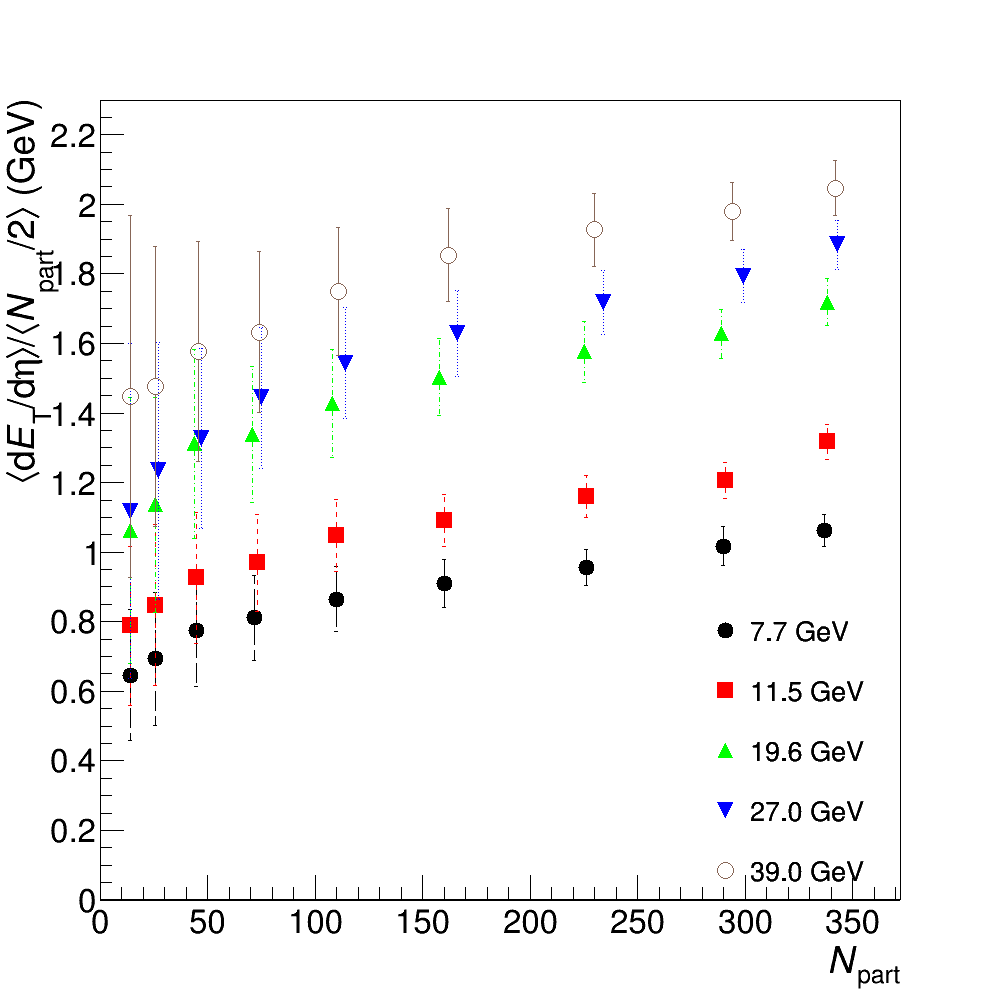 ⟨dE_T/dη⟩/⟨N_part/2⟩ (GeV)
2.2
2
1.8
1.6
1.4
1.2
1
0.8
0.6
0.4
0.2
0
7.7 GeV
11.5 GeV
19.6 GeV
27.0 GeV
39.0 GeV
0 50 100 150 200 250 300 350
N_part